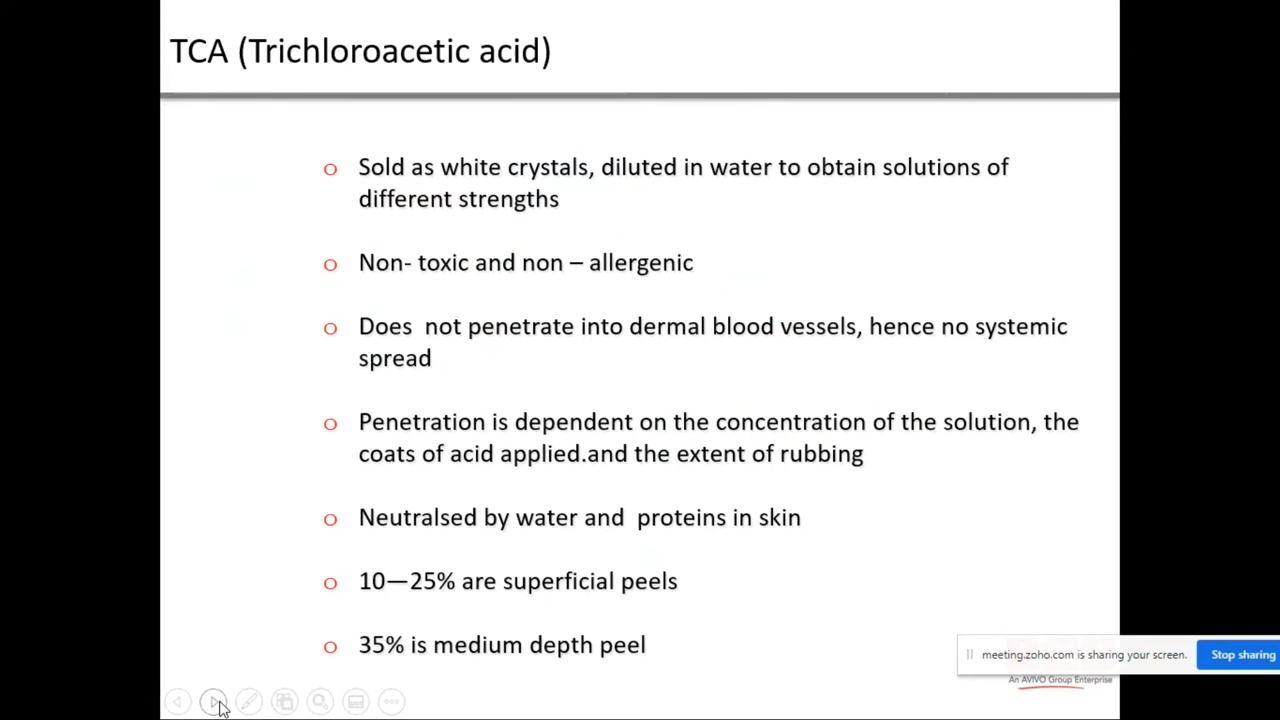 TCA (Trichloroacetic acid)
o Sold as white crystals, diluted in water to obtain solutions of
different strengths
o Non- toxic and non – allergenic
o Does  not penetrate into dermal blood vessels, hence no systemic
spread
o Penetration is dependent on the concentration of the solution, the
coats of acid applied.and the extent of rubbing
o Neutralsed by water and  proteins in skin
o 10—25% are superficial peels
o 35% is medium depth peel
meeting.zoho.com is sharing your screen.
Stop sharing
An AVIVO Group Enterprise